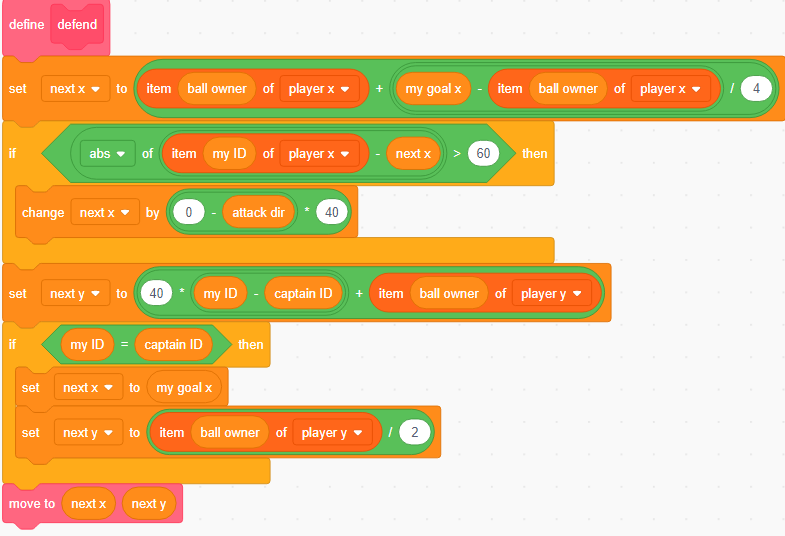 define defend
set next x to item ball owner of player x + my goal x - item ball owner of player x / 4
if abs of item my ID of player x - next x > 60 then
change next x by 0 - attack dir * 40
set next y to 40 * my ID - captain ID + item ball owner of player y
if my ID = captain ID then
set next x to my goal x
set next y to item ball owner of player y / 2
move to next x next y